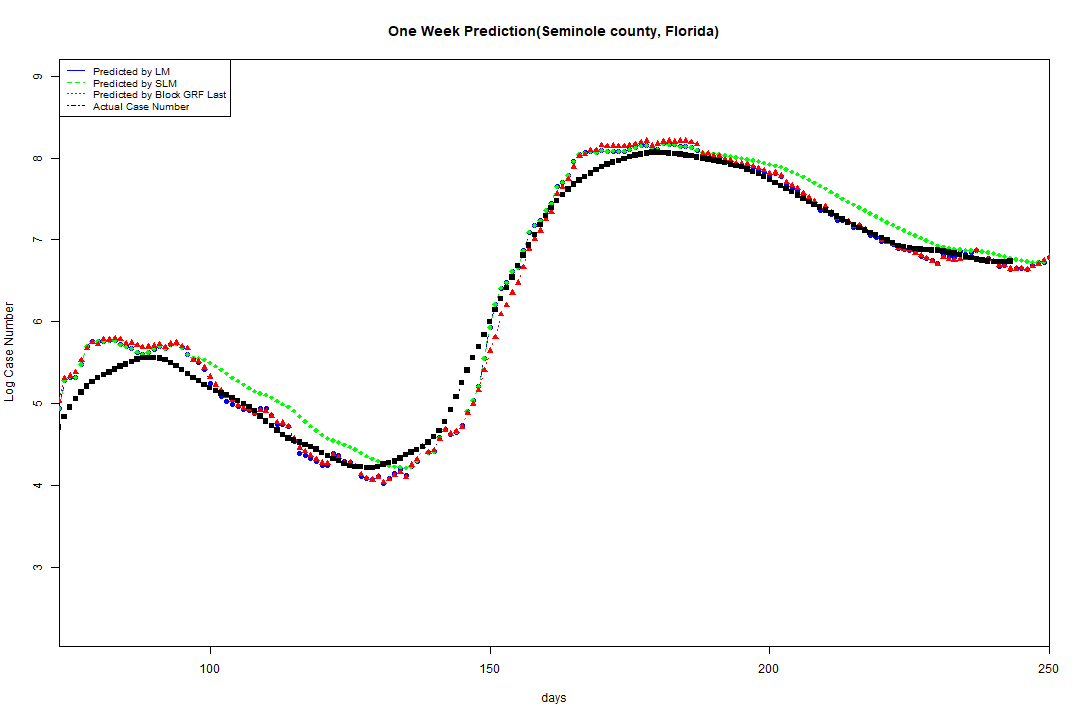 One Week Prediction(Seminole county, Florida)
Predicted by LM
Predicted by SLM
Predicted by Block GRF Last
Actual Case Number
9
8
7
6
5
4
3
Log Case Number
100
150
200
250
days